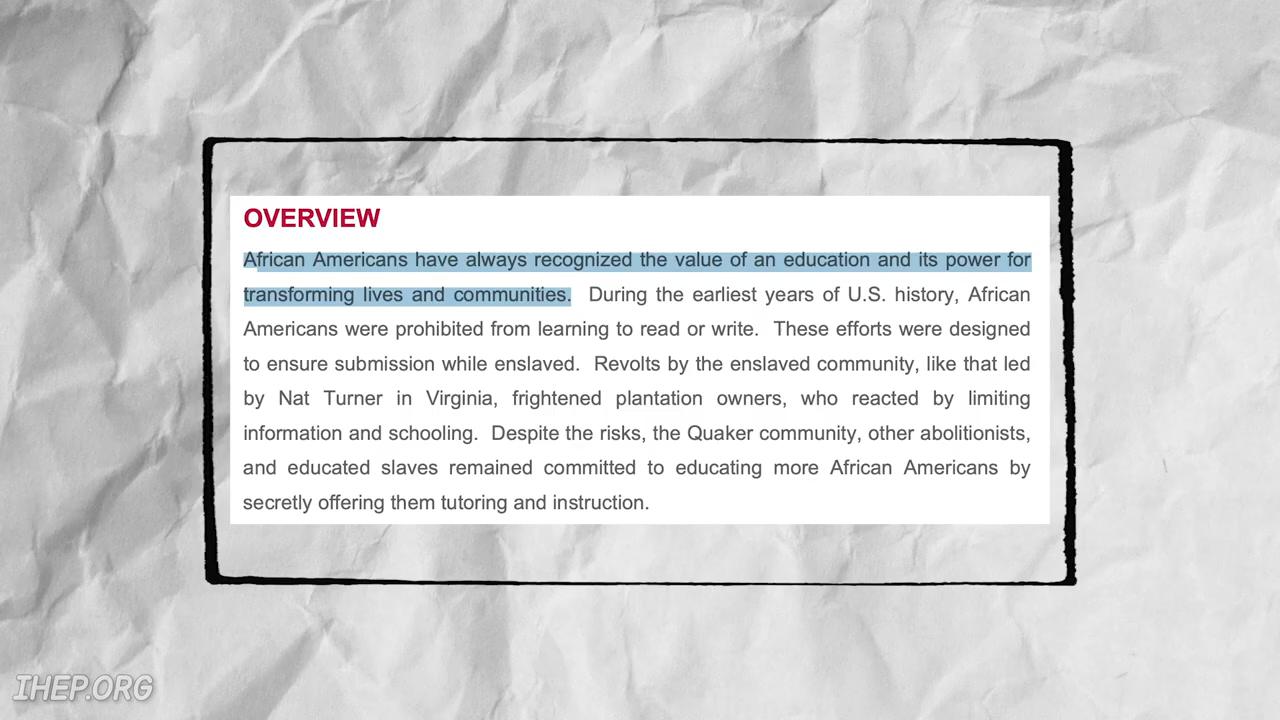 OVERVIEW
African Americans have always recognized the value of an education and its power for
transforming lives and communities. During the earliest years of U.S. history, African
Americans were prohibited from learning to read or write. These efforts were designed
to ensure submission while enslaved. Revolts by the enslaved community, like that led
by Nat Turner in Virginia, frightened plantation owners, who reacted by limiting
information and schooling. Despite the risks, the Quaker community, other abolitionists,
and educated slaves remained committed to educating more African Americans by
secretly offering them tutoring and instruction.
IHEP.ORG